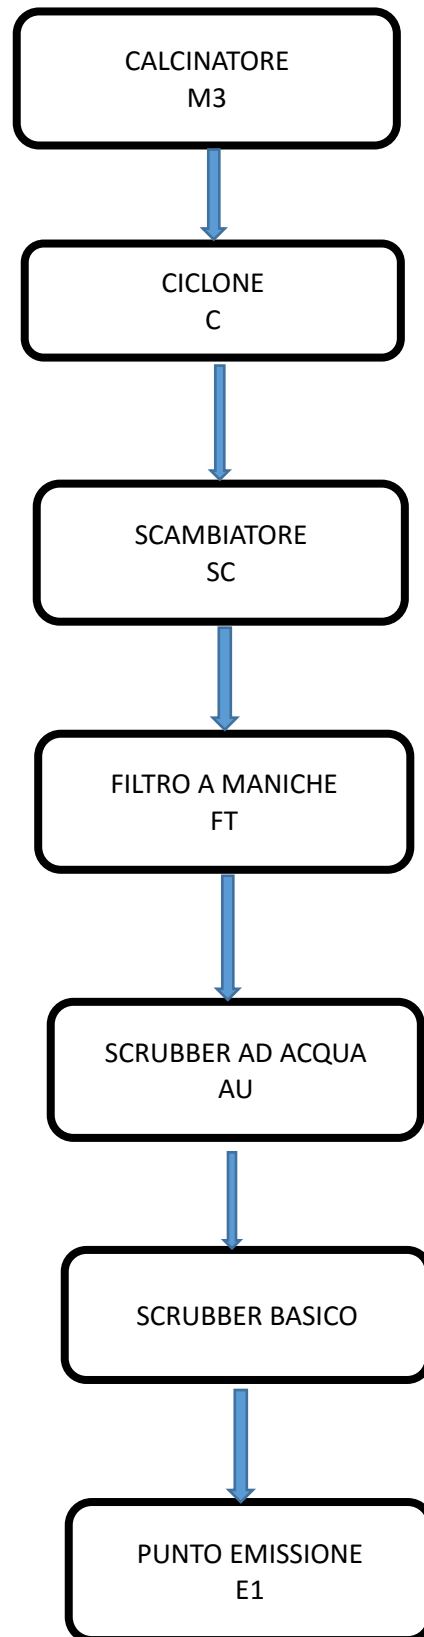 CALCINATORE
M3
CICLONE
C
SCAMBIATORE
SC
FILTRO A MANICHE
FT
SCRUBBER AD ACQUA
AU
SCRUBBER BASICO
PUNTO EMISSIONE
E1